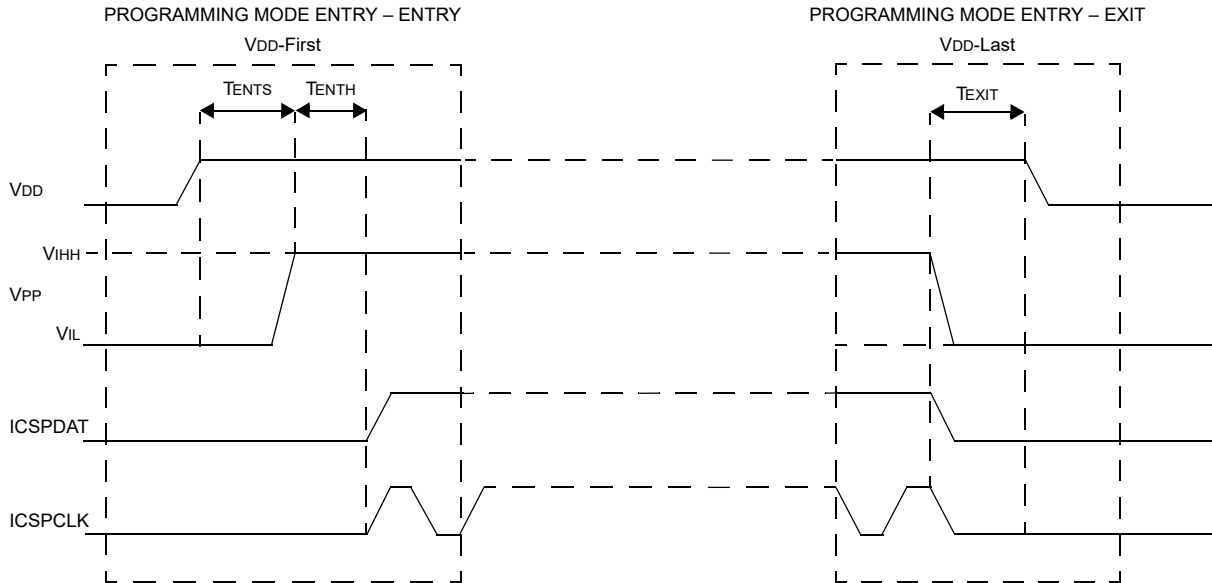 PROGRAMMING MODE ENTRY – ENTRY
VDD-First
TENTS
TENTH
PROGRAMMING MODE ENTRY – EXIT
VDD-Last
TEXIT
VDD
VIHH
VPP
VIL
ICSPDAT
ICSPCLK